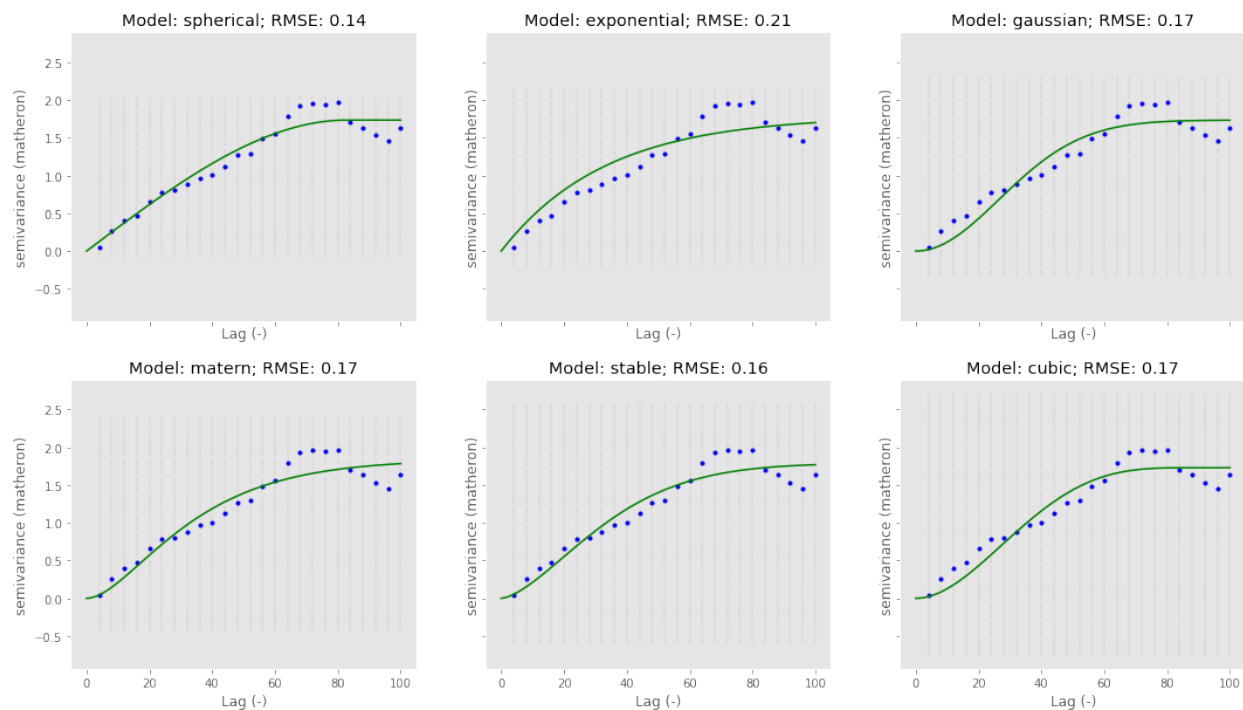 Model: spherical; RMSE: 0.14
Model: exponential; RMSE: 0.21
Model: gaussian; RMSE: 0.17
semivariance (matheron)
2.5
2.0
1.5
1.0
0.5
0.0
−0.5
Lag (-)
semivariance (matheron)
Lag (-)
semivariance (matheron)
Lag (-)
Model: matern; RMSE: 0.17
Model: stable; RMSE: 0.16
Model: cubic; RMSE: 0.17
semivariance (matheron)
2.5
2.0
1.5
1.0
0.5
0.0
−0.5
0 20 40 60 80 100
Lag (-)
semivariance (matheron)
0 20 40 60 80 100
Lag (-)
semivariance (matheron)
0 20 40 60 80 100
Lag (-)